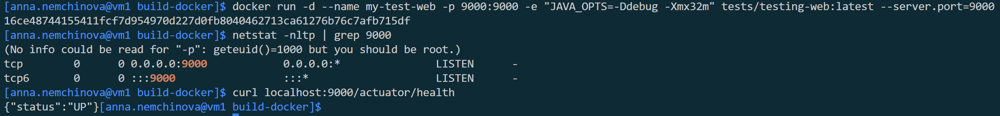 [anna.nemchinova@vm1 build-docker]$ docker run -d --name my-test-web -p 9000:9000 -e "JAVA_OPTS=-Ddebug -Xmx32m" tests/testing-web:latest --server.port=9000
16ce48744155411fcf7d954970d227d0fb8040462713ca61276b76c7afb715df
[anna.nemchinova@vm1 build-docker]$ netstat -nltp | grep 9000
(No info could be read for "-p": geteuid()=1000 but you should be root.)
tcp        0      0 0.0.0.0:9000            0.0.0.0:*               LISTEN      -
tcp6       0      0 :::9000                 :::*                    LISTEN      -
[anna.nemchinova@vm1 build-docker]$ curl localhost:9000/actuator/health
{"status":"UP"}[anna.nemchinova@vm1 build-docker]$